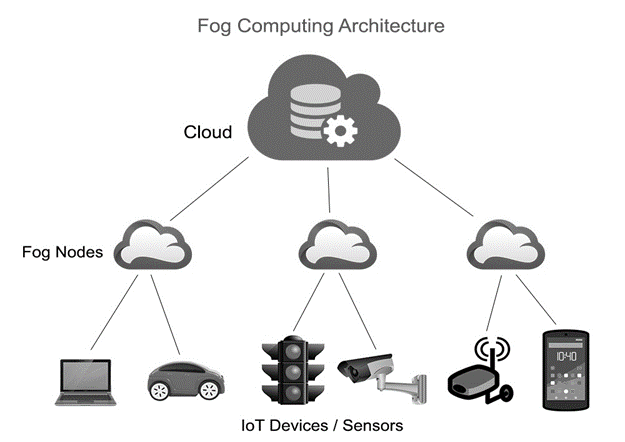 Fog Computing Architecture
Cloud
Fog Nodes
10:40
IoT Devices / Sensors